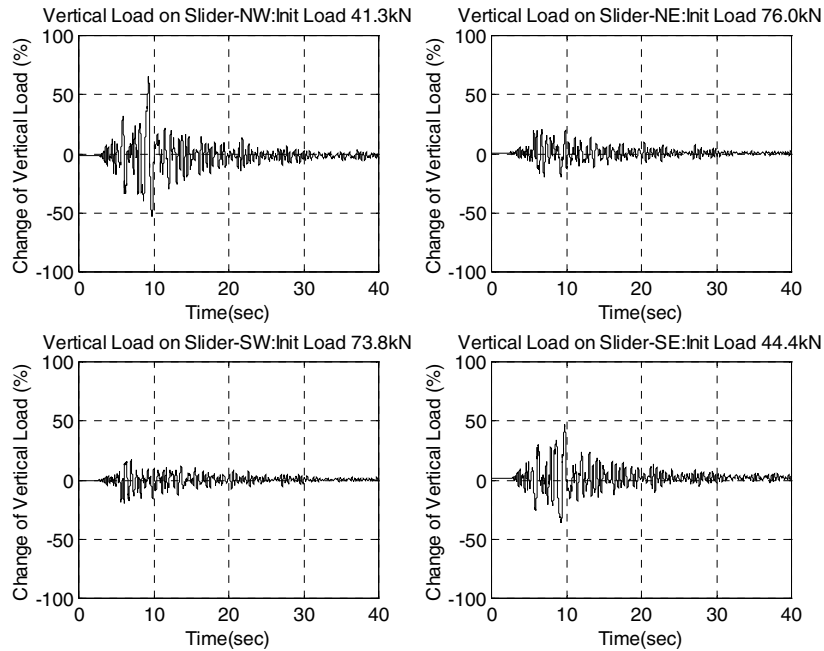 Vertical Load on Slider-NW:Init Load 41.3kN
Change of Vertical Load (%)
100
50
0
-50
-100
0 10 20 30 40
Time(sec)
Vertical Load on Slider-NE:Init Load 76.0kN
Change of Vertical Load (%)
100
50
0
-50
-100
0 10 20 30 40
Time(sec)
Vertical Load on Slider-SW:Init Load 73.8kN
Change of Vertical Load (%)
100
50
0
-50
-100
0 10 20 30 40
Time(sec)
Vertical Load on Slider-SE:Init Load 44.4kN
Change of Vertical Load (%)
100
50
0
-50
-100
0 10 20 30 40
Time(sec)